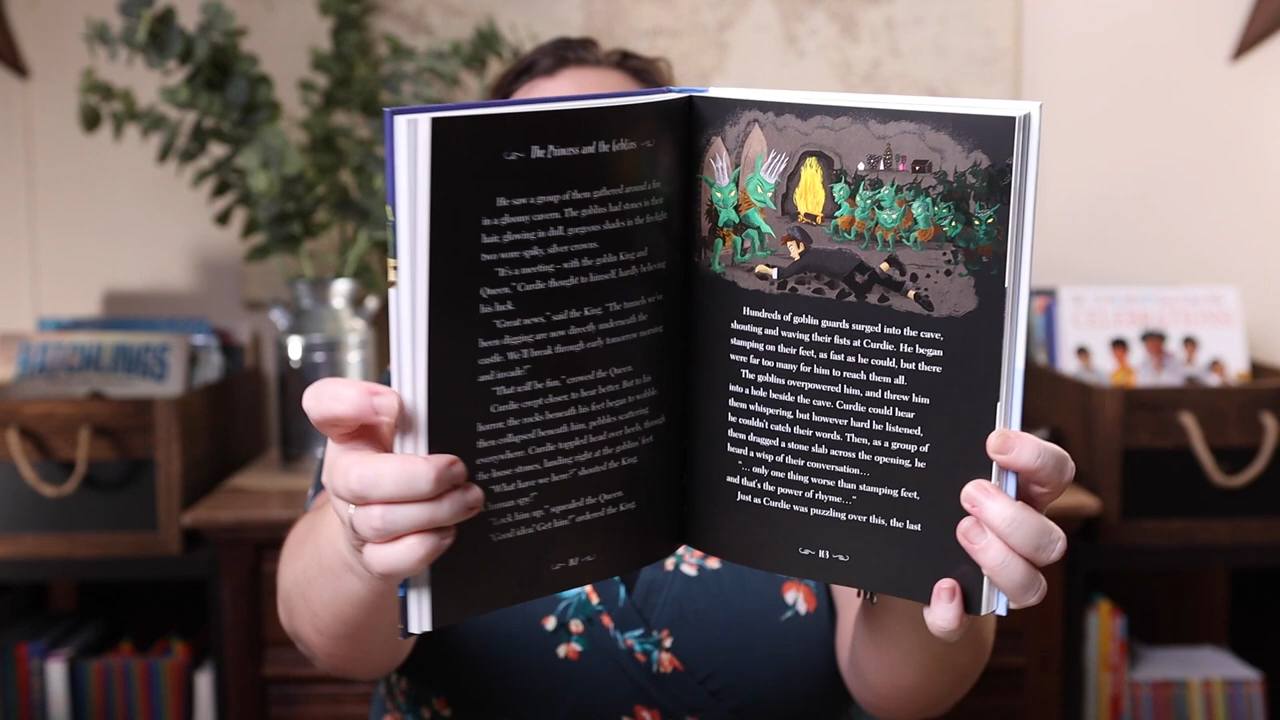 The Princess and the Goblins
He saw a group of them gathered around a fire
in a gloomy cavern. The goblins had stones in their
hair, glowing in dull, gorgeous shades in the firelight,
two wore spiky, silver crowns.
"It's a meeting – with the goblin King and
Queen," Curdie thought to himself, hardly believing
his luck.
"Great news," said the King. "The tunnels we've
been digging are now directly underneath the
castle. We'll break through early tomorrow morning
and invade!"
"That will be fun," crowed the Queen.
Curdie crept closer, to hear better. But to his
horror, the rocks beneath his feet began to wobble,
then collapsed beneath him, pebbles scattering
everywhere. Curdie toppled head over heels, through
the loose stones, landing right at the goblins' feet.
"What have we here?" shouted the King.
"A human spy?"
"Lock him up," squealed the Queen.
"Good idea! Get him!" ordered the King.
Hundreds of goblin guards surged into the cave,
shouting and waving their fists at Curdie. He began
stamping on their feet, as fast as he could, but there
were far too many for him to reach them all.
The goblins overpowered him, and threw him
into a hole beside the cave. Curdie could hear
them whispering, but however hard he listened,
he couldn't catch their words. Then, as a group of
them dragged a stone slab across the opening, he
heard a wisp of their conversation…
"… only one thing worse than stamping feet,
and that's the power of rhyme…"
Just as Curdie was puzzling over this, the last
103
HATCHLINGS
CELEBRATIONS